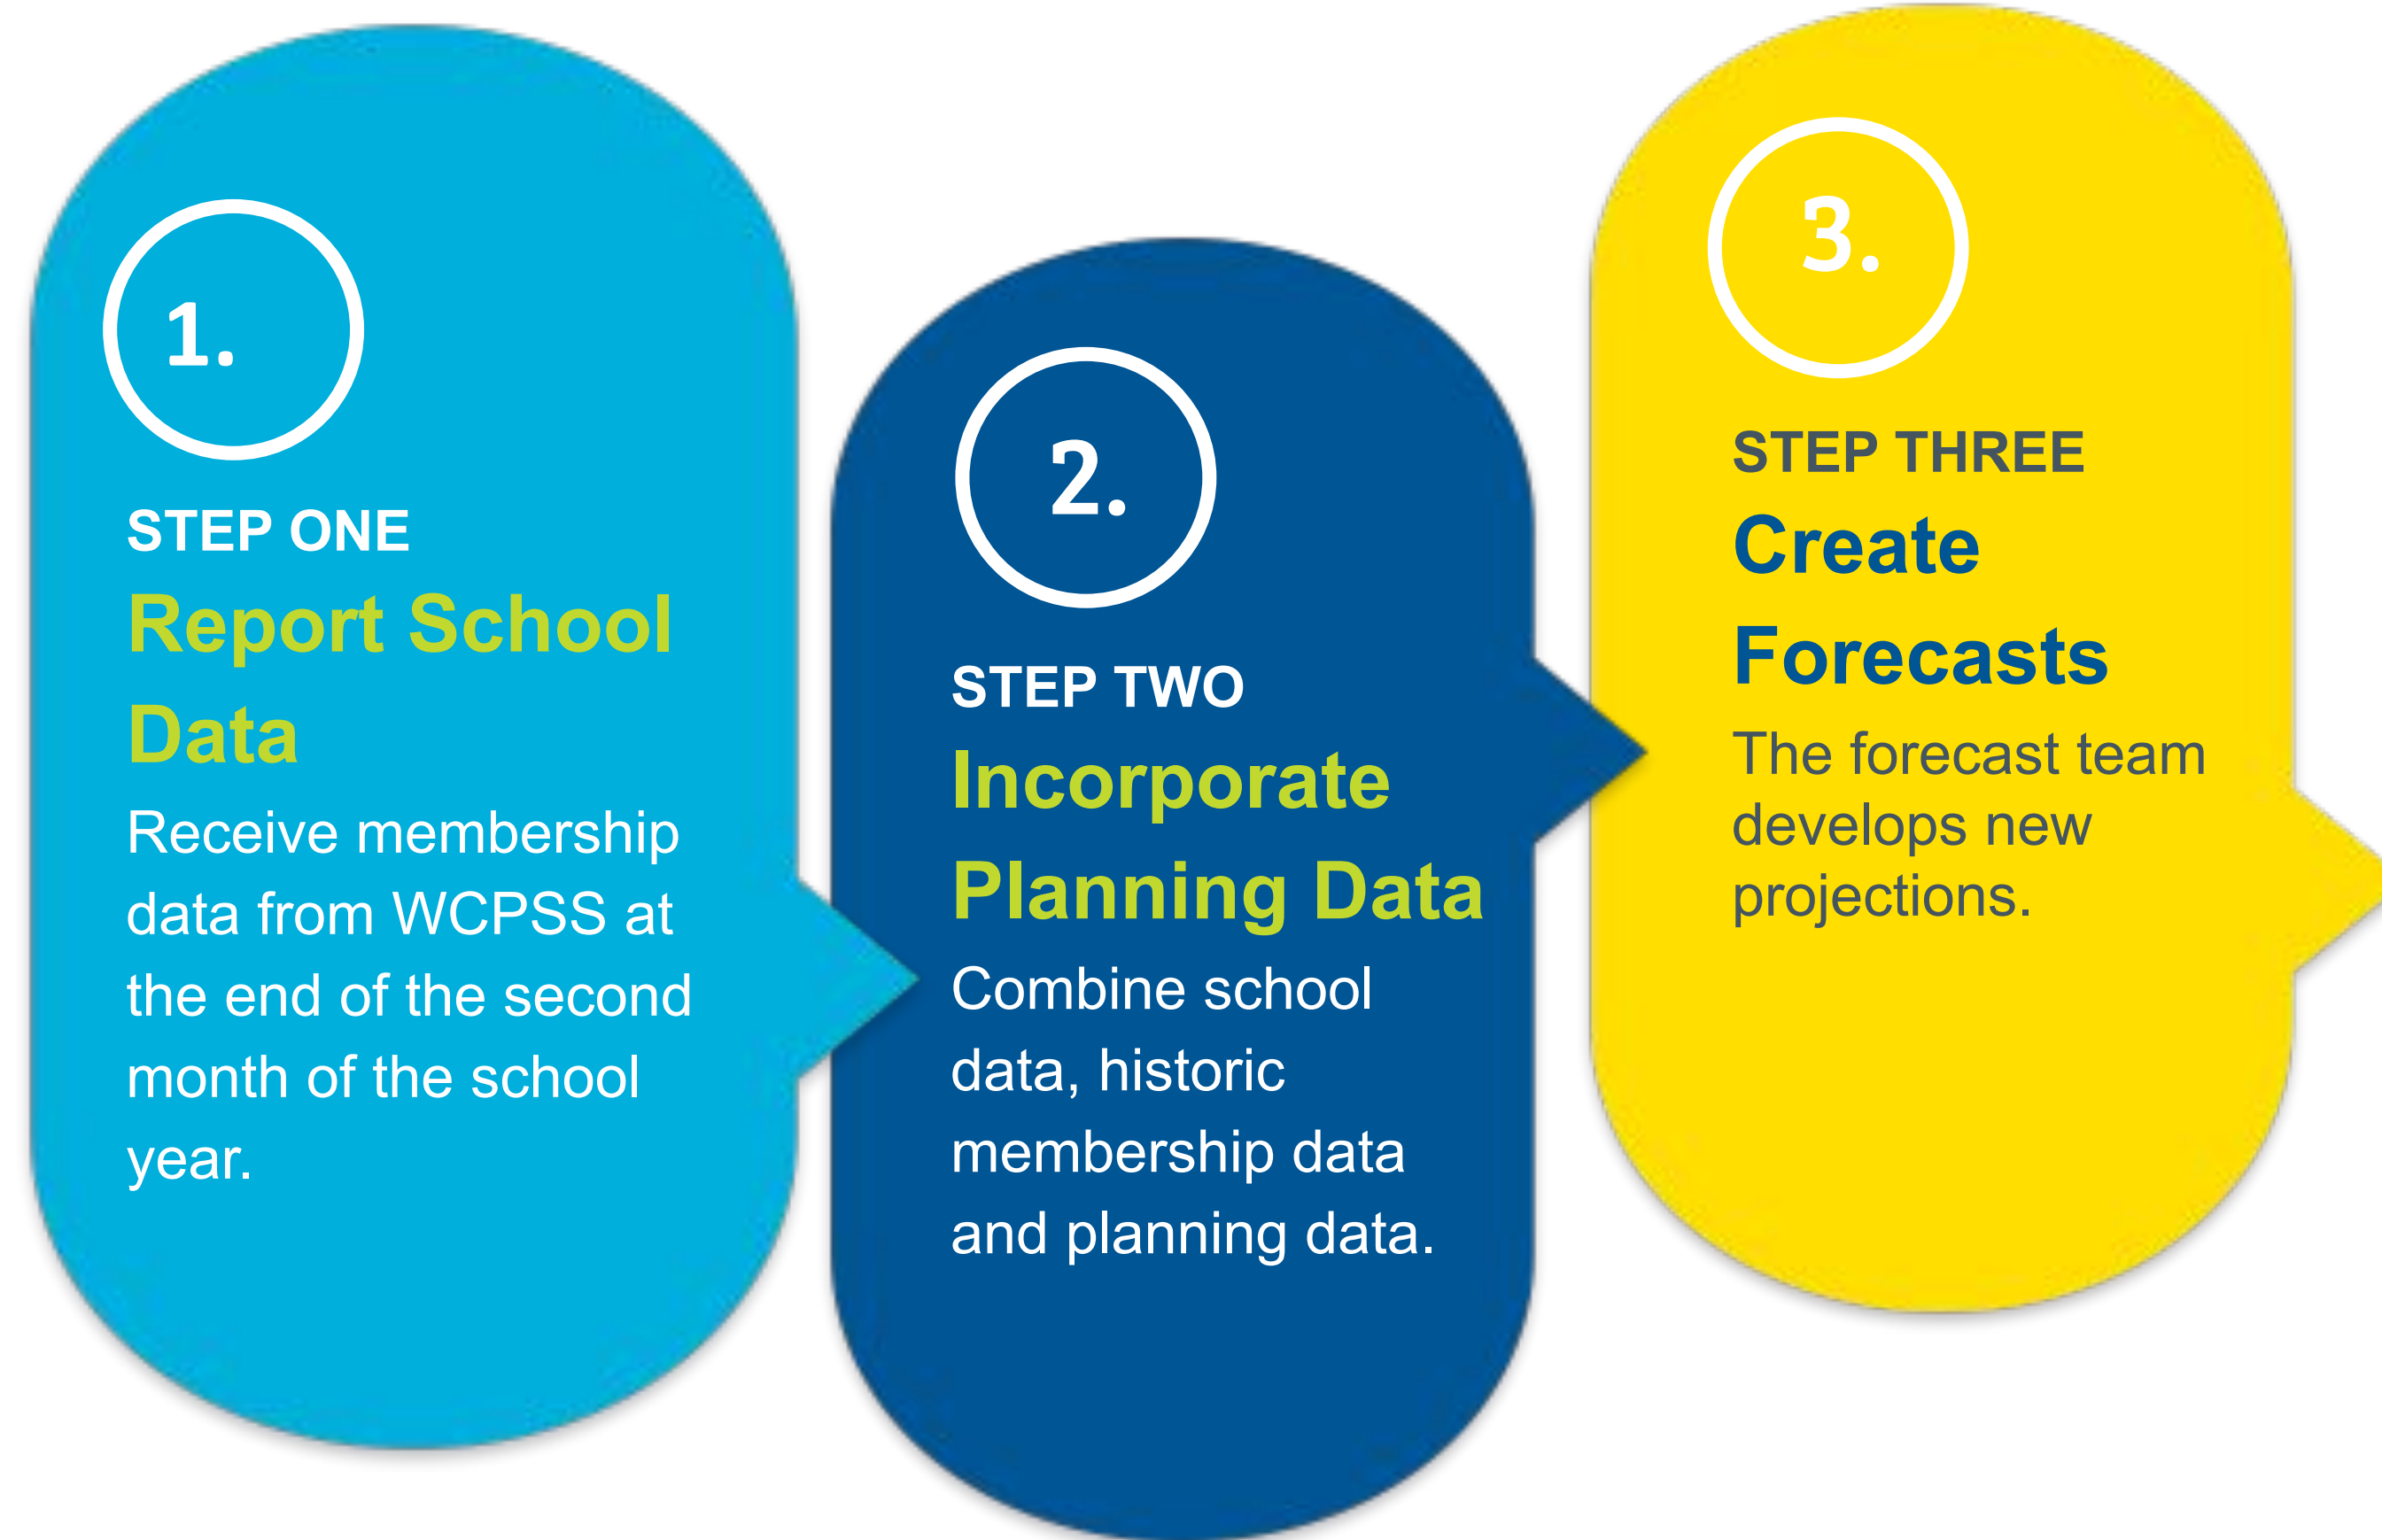 1.
STEP ONE
Report School
Data
Receive membership
data from WCPSS at
the end of the second
month of the school
year.
2.
STEP TWO
Incorporate
Planning Data
Combine school
data, historic
membership data
and planning data.
3.
STEP THREE
Create
Forecasts
The forecast team
develops new
projections.